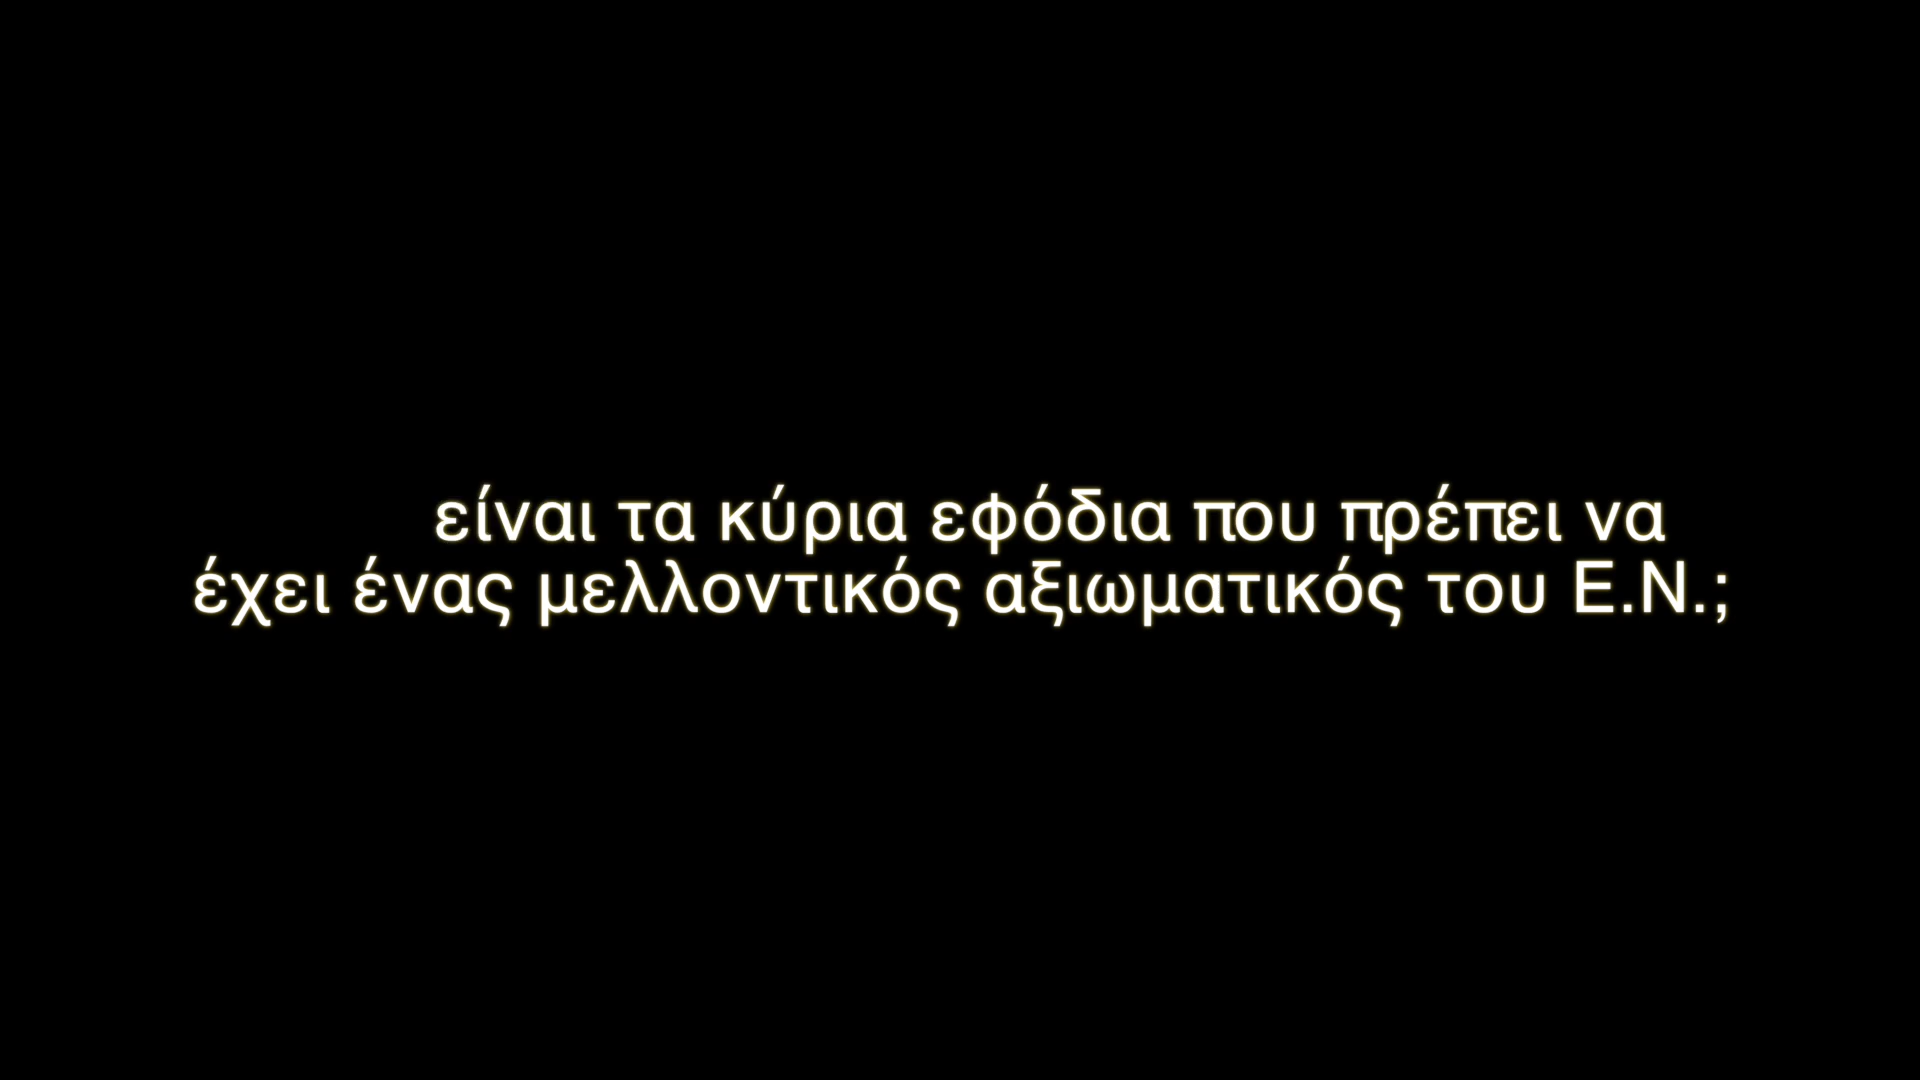 είναι τα κύρια εφόδια που πρέπει να
έχει ένας μελλοντικός αξιωματικός του Ε.Ν.;